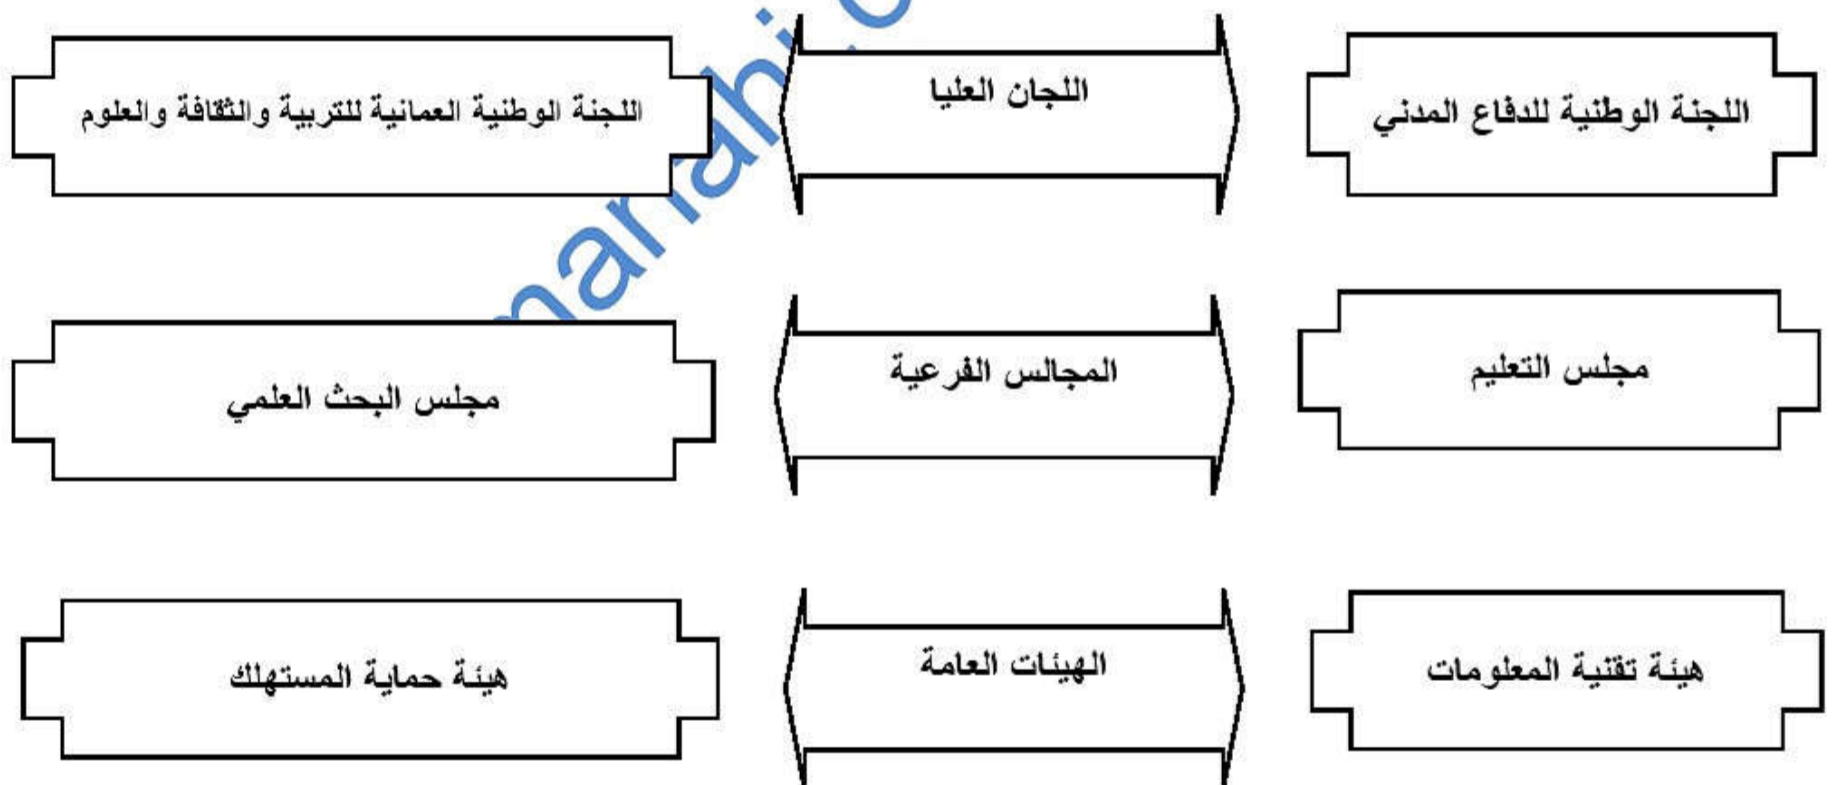 اللجنة الوطنية للدفاع المدني
اللجان العليا
اللجنة الوطنية العمانية للتربية والثقافة والعلوم
مجلس التعليم
المجالس الفرعية
مجلس البحث العلمي
هيئة تقنية المعلومات
الهيئات العامة
هيئة حماية المستهلك
manahi